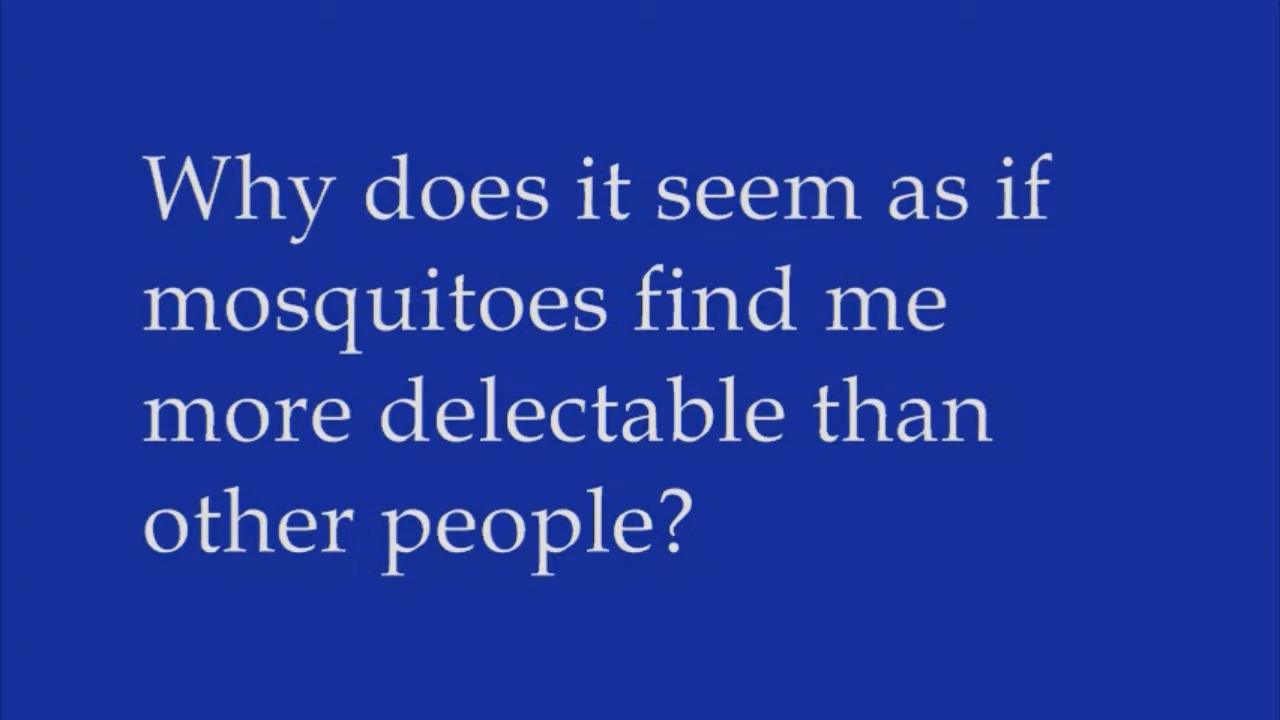 Why does it seem as if
mosquitoes find me
more delectable than
other people?